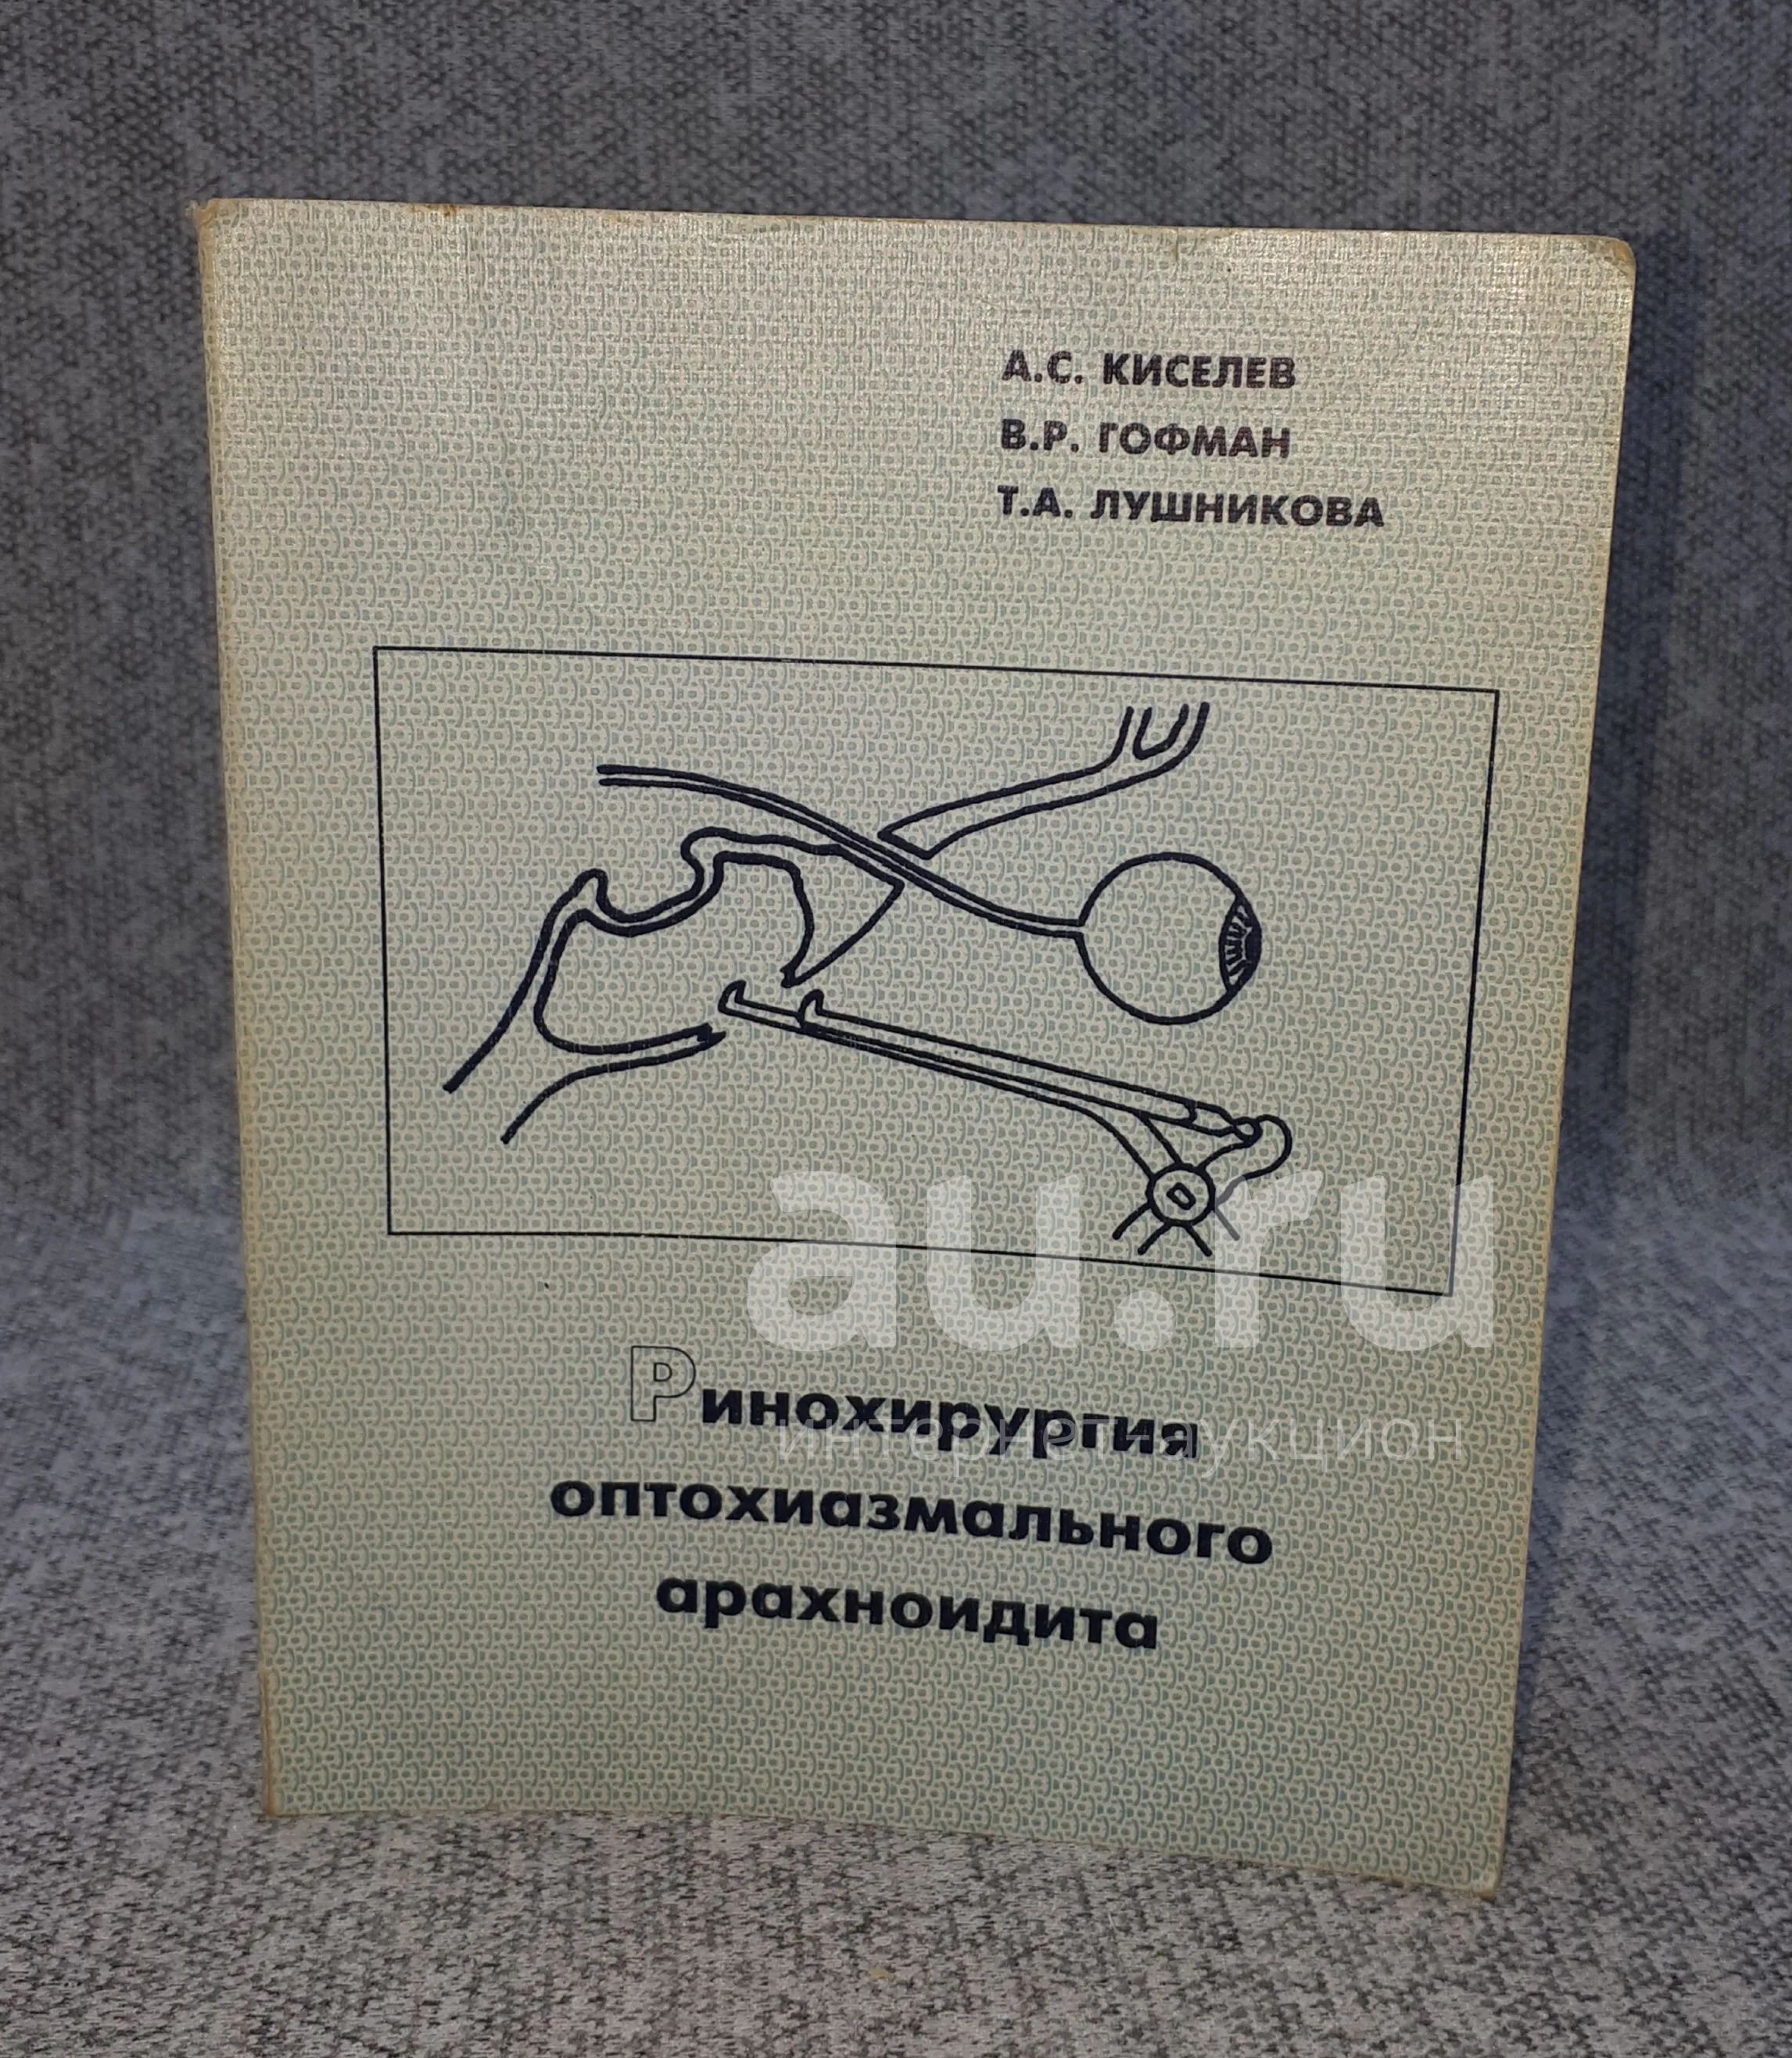 А.С. КИСЕЛЕВ
В.Р. ГОФМАН
Т.А. ЛУШНИКОВА
au.ru
интернет-аукцион
Ринохирургия
оптохиазмального
арахноидита